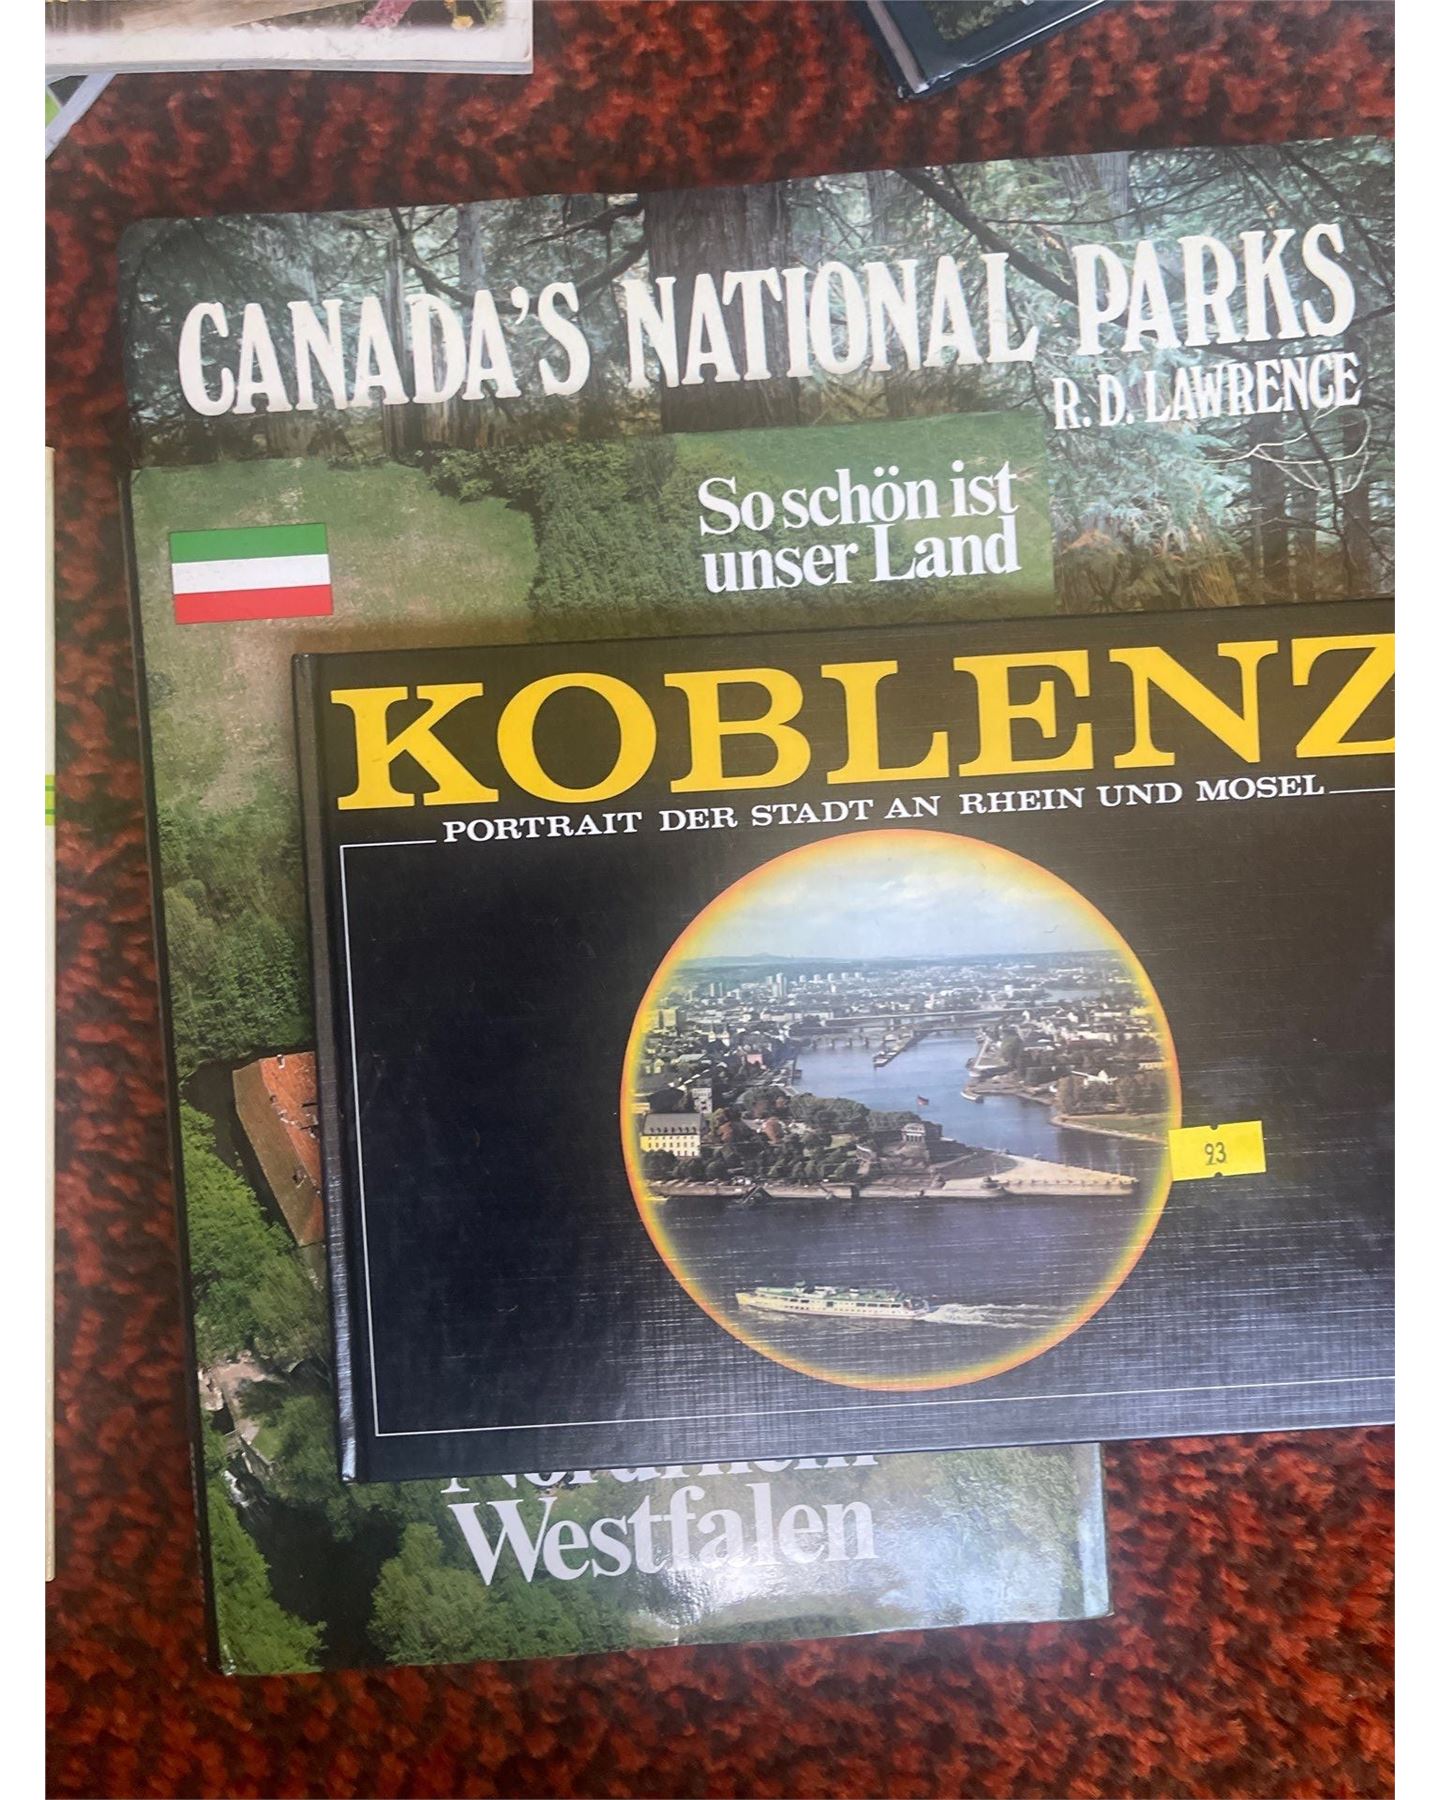 CANADA'S NATIONAL PARKS
R.D. LAWRENCE
So schön ist
unser Land
KOBLENZ
PORTRAIT DER STADT AN RHEIN UND MOSEL
93
Nordrhein
Westfalen